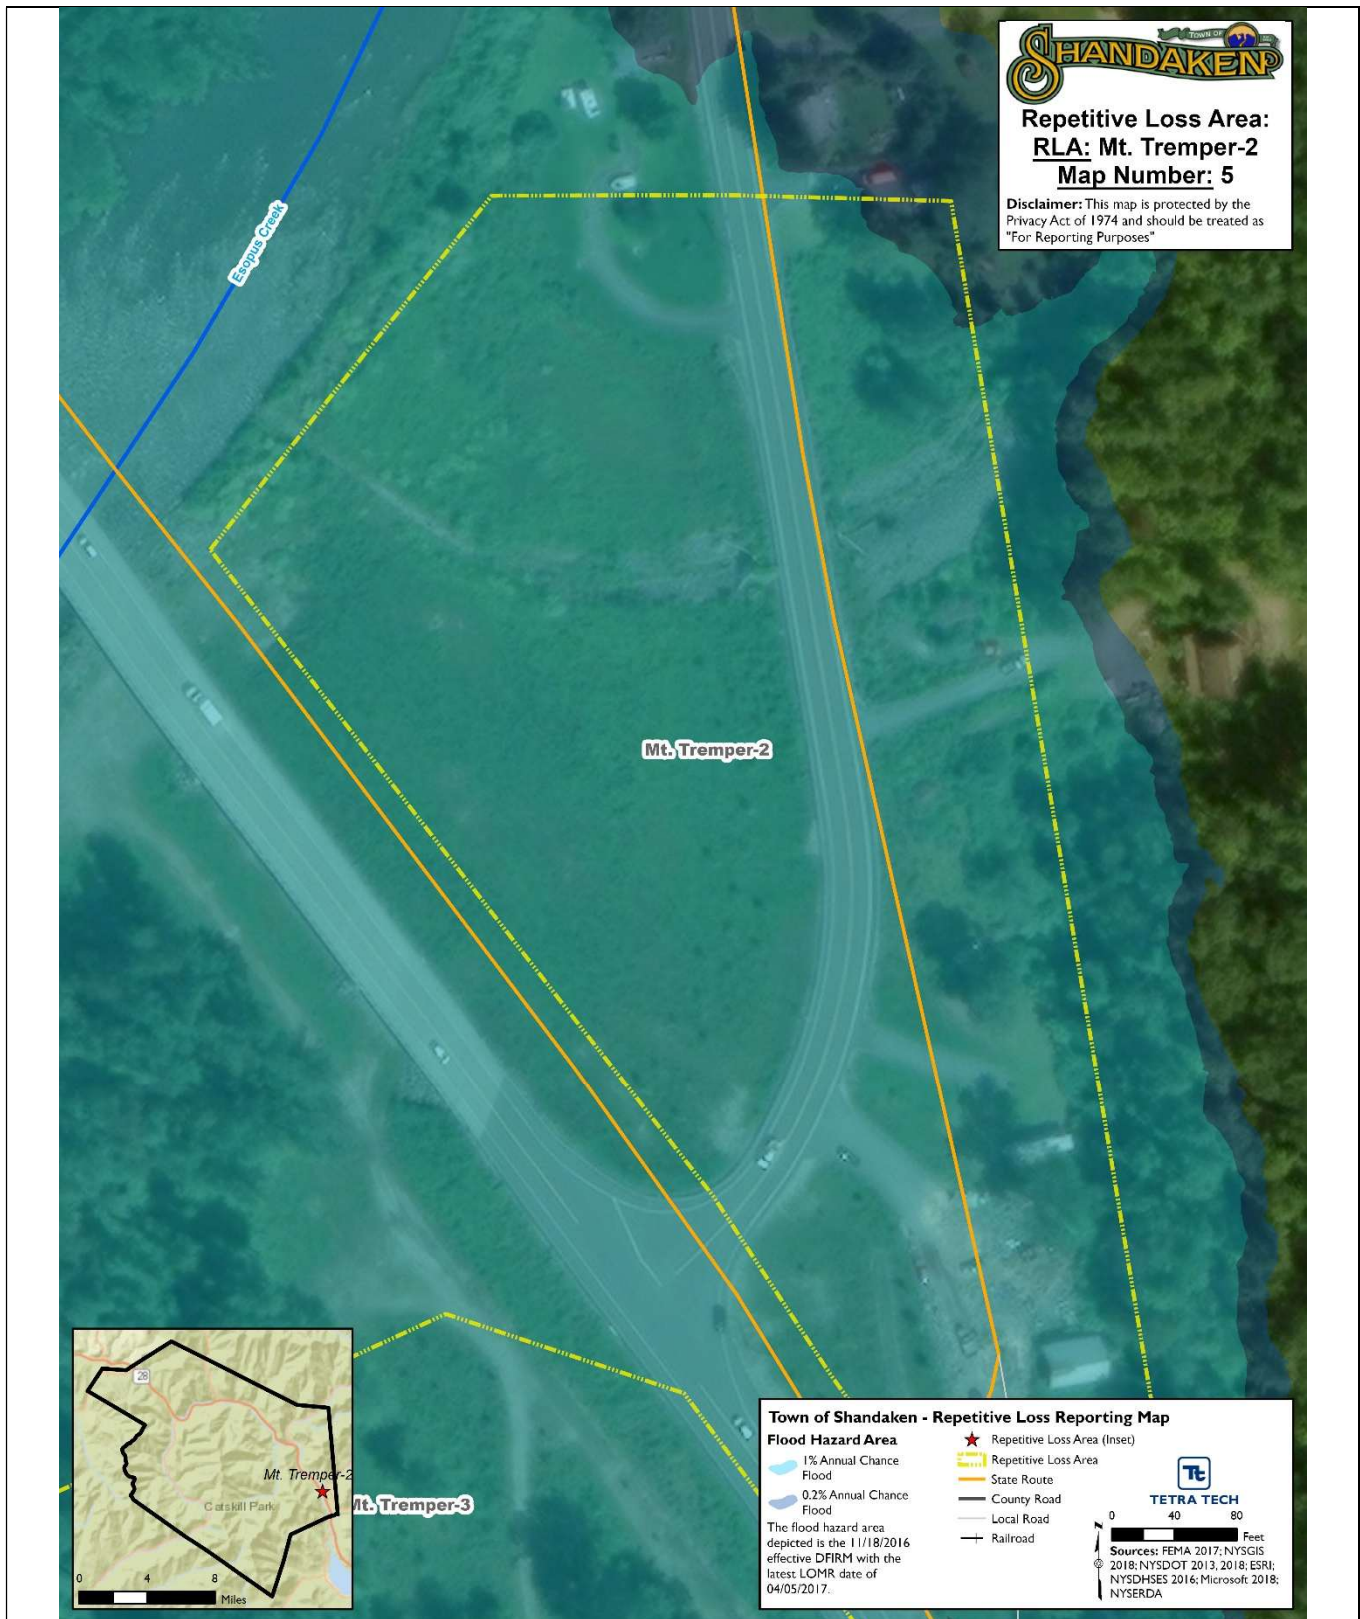 TOWN OF
SHANDAKEN
Repetitive Loss Area:
RLA: Mt. Tremper-2
Map Number: 5
Disclaimer: This map is protected by the
Privacy Act of 1974 and should be treated as
"For Reporting Purposes"
Esopus Creek
Mt. Tremper-2
28
Mt. Tremper-2
Catskill Park
0 4 8
Miles
Mt. Tremper-3
Town of Shandaken - Repetitive Loss Reporting Map
Flood Hazard Area
1% Annual Chance
Flood
0.2% Annual Chance
Flood
The flood hazard area
depicted is the 11/18/2016
effective DFIRM with the
latest LOMR date of
04/05/2017.
Repetitive Loss Area (Inset)
Repetitive Loss Area
State Route
County Road
Local Road
Railroad
Tt
TETRA TECH
0 40 80
Feet
Sources: FEMA 2017; NYSGIS
2018; NYSDOT 2013, 2018; ESRI;
NYSDHSES 2016; Microsoft 2018;
NYSERDA